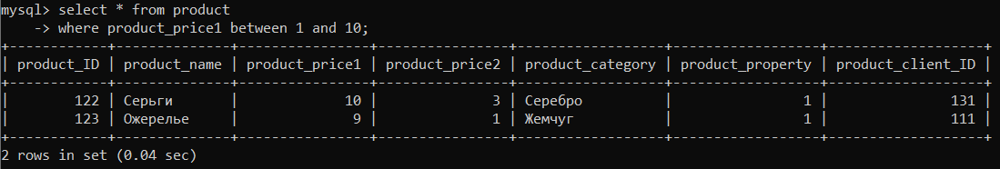 mysql> select * from product
    -> where product_price1 between 1 and 10;
+------------+--------------+----------------+----------------+------------------+------------------+-------------------+
| product_ID | product_name | product_price1 | product_price2 | product_category | product_property | product_client_ID |
+------------+--------------+----------------+----------------+------------------+------------------+-------------------+
|        122 | Серьги       |             10 |              3 | Серебро          |                1 |               131 |
|        123 | Ожерелье     |              9 |              1 | Жемчуг           |                1 |               111 |
+------------+--------------+----------------+----------------+------------------+------------------+-------------------+
2 rows in set (0.04 sec)